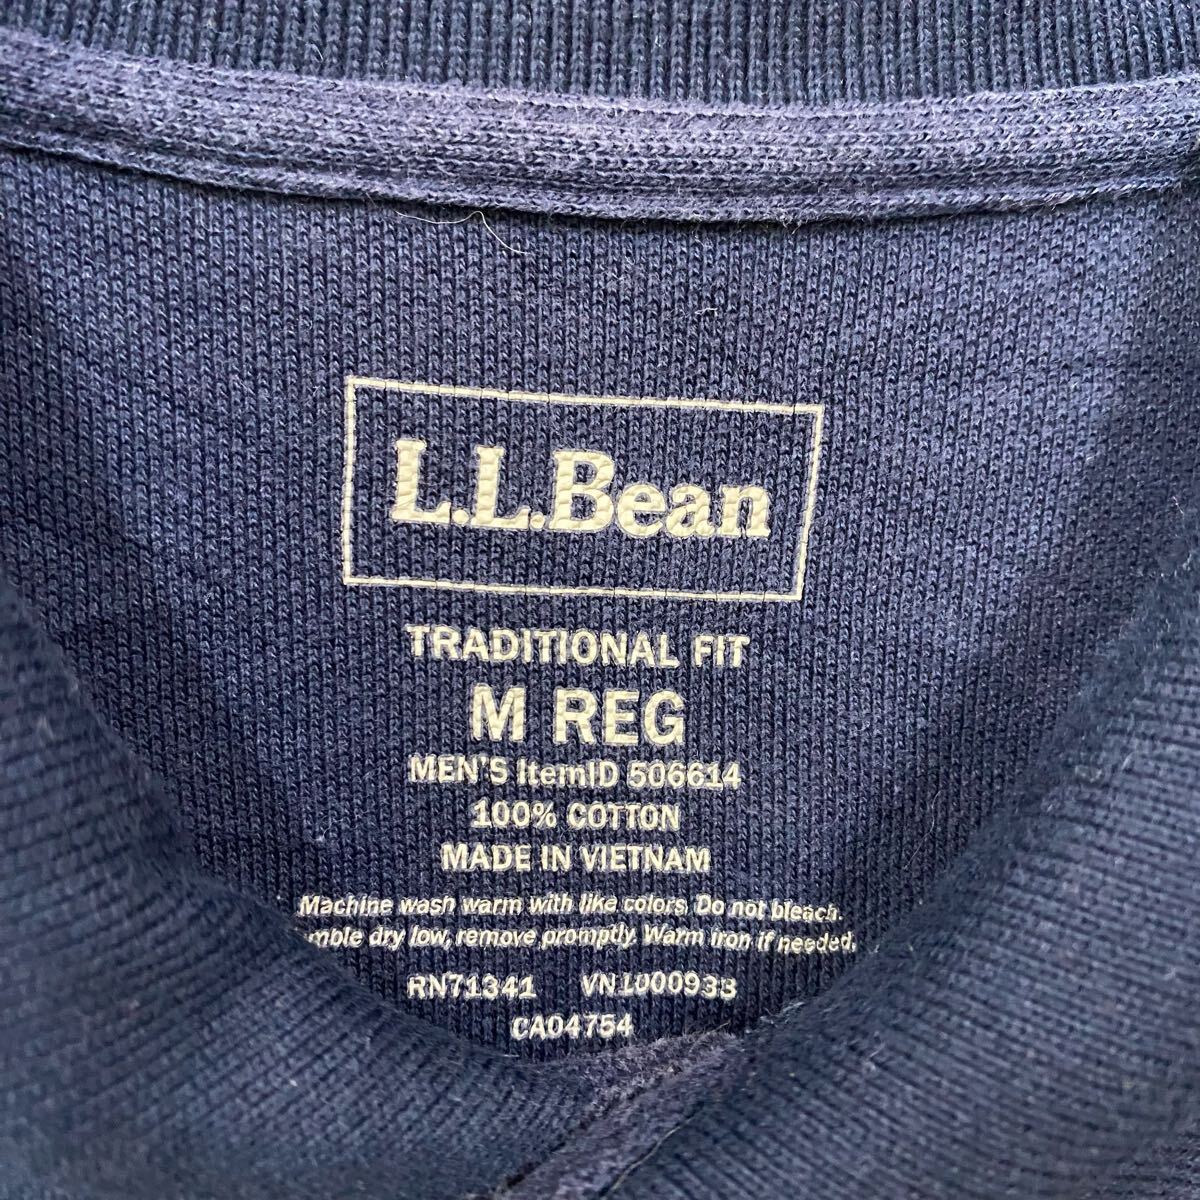 L.L.Bean
TRADITIONAL FIT
M REG
MEN'S ItemID 506614
100% COTTON
MADE IN VIETNAM
Machine wash warm with like colors. Do not bleach.
mble dry low, remove promptly. Warm iron if needed.
RN71341 VN1000933
CA04754